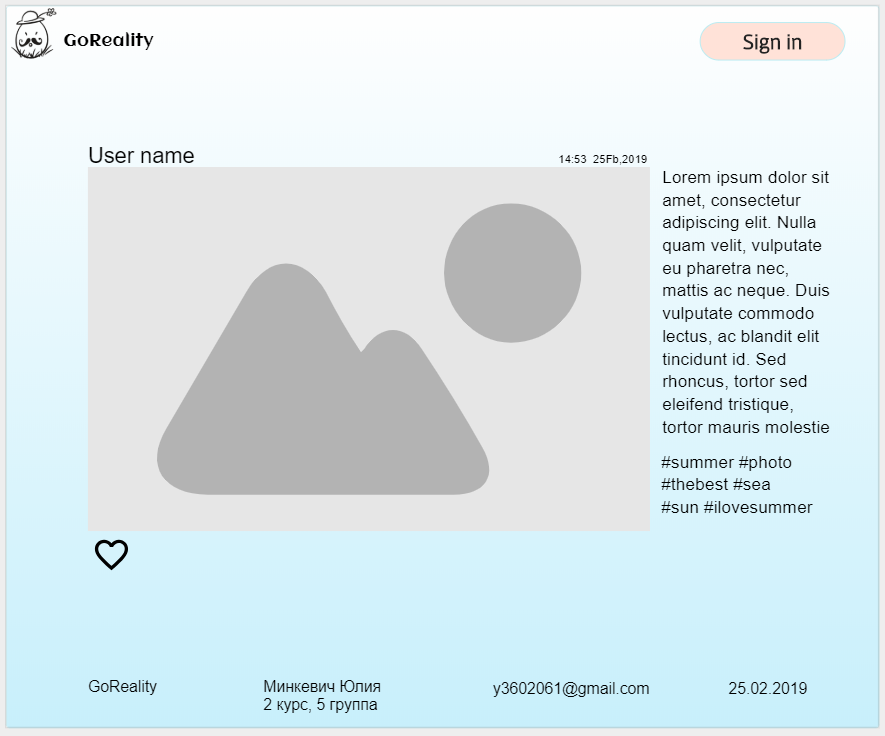 GoReality
Sign in
User name
14:53 25Fb,2019
Lorem ipsum dolor sit
amet, consectetur
adipiscing elit. Nulla
quam velit, vulputate
eu pharetra nec,
mattis ac neque. Duis
vulputate commodo
lectus, ac blandit elit
tincidunt id. Sed
rhoncus, tortor sed
eleifend tristique,
tortor mauris molestie
#summer #photo
#thebest #sea
#sun #ilovesummer
GoReality
Минкевич Юлия
2 курс, 5 группа
y3602061@gmail.com
25.02.2019